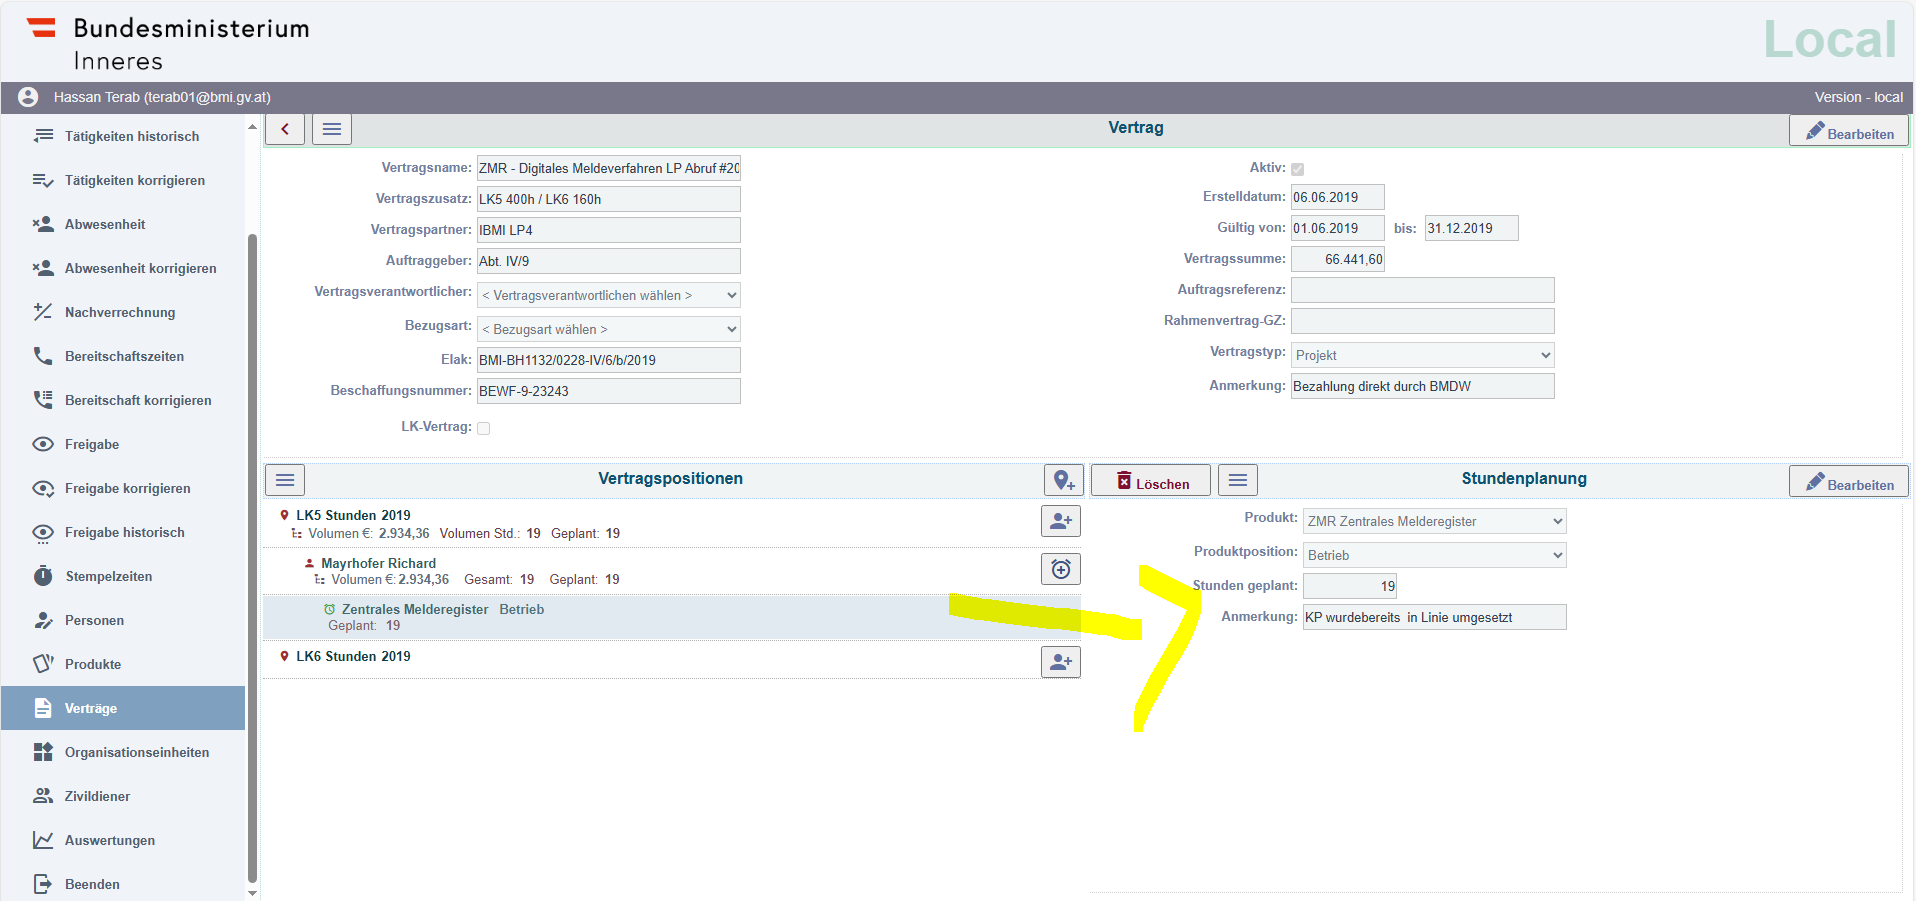 Bundesministerium
Inneres
Local
Hassan Terab (terab01@bmi.gv.at)
Version - local
Tätigkeiten historisch
Tätigkeiten korrigieren
Abwesenheit
Abwesenheit korrigieren
Nachverrechnung
Bereitschaftszeiten
Bereitschaft korrigieren
Freigabe
Freigabe korrigieren
Freigabe historisch
Stempelzeiten
Personen
Produkte
Verträge
Organisationseinheiten
Zivildiener
Auswertungen
Beenden
Vertrag
Bearbeiten
Vertragsname: ZMR - Digitales Meldeverfahren LP Abruf #20
Vertragszusatz: LK5 400h / LK6 160h
Vertragspartner: IBMI LP4
Auftraggeber: Abt. IV/9
Vertragsverantwortlicher: < Vertragsverantwortlichen wählen >
Bezugsart: < Bezugsart wählen >
Elak: BMI-BH1132/0228-IV/6/b/2019
Beschaffungsnummer: BEWF-9-23243
LK-Vertrag:
Aktiv:
Erstelldatum: 06.06.2019
Gültig von: 01.06.2019 bis: 31.12.2019
Vertragssumme: 66.441,60
Auftragsreferenz:
Rahmenvertrag-GZ:
Vertragstyp: Projekt
Anmerkung: Bezahlung direkt durch BMDW
Vertragspositionen
LK5 Stunden 2019
Volumen €: 2.934,36 Volumen Std.: 19 Geplant: 19
Mayrhofer Richard
Volumen €: 2.934,36 Gesamt: 19 Geplant: 19
Zentrales Melderegister Betrieb
Geplant: 19
LK6 Stunden 2019
Löschen
Stundenplanung
Bearbeiten
Produkt: ZMR Zentrales Melderegister
Produktposition: Betrieb
Stunden geplant: 19
Anmerkung: KP wurdebereits in Linie umgesetzt